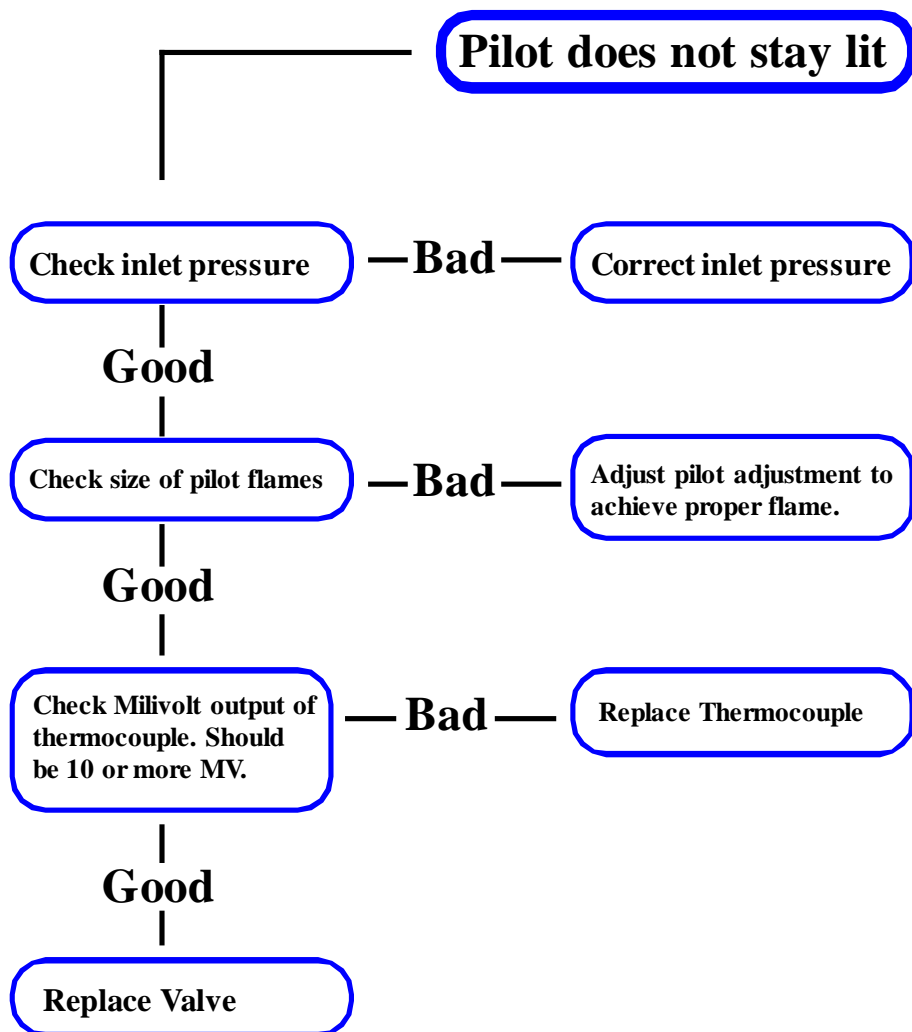 Pilot does not stay lit
Check inlet pressure
Bad
Correct inlet pressure
Good
Check size of pilot flames
Bad
Adjust pilot adjustment to
achieve proper flame.
Good
Check Milivolt output of
thermocouple. Should
be 10 or more MV.
Bad
Replace Thermocouple
Good
Replace Valve